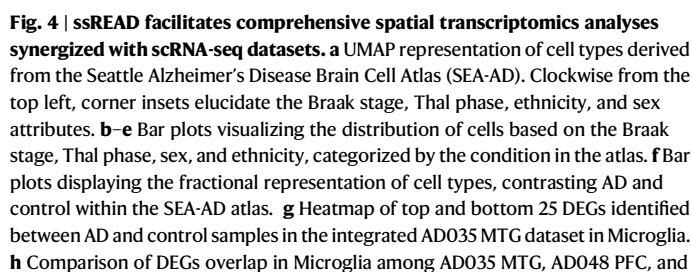 Fig. 4 | ssREAD facilitates comprehensive spatial transcriptomics analyses
synergized with scRNA-seq datasets. a UMAP representation of cell types derived
from the Seattle Alzheimer's Disease Brain Cell Atlas (SEA-AD). Clockwise from the
top left, corner insets elucidate the Braak stage, Thal phase, ethnicity, and sex
attributes. b–e Bar plots visualizing the distribution of cells based on the Braak
stage, Thal phase, sex, and ethnicity, categorized by the condition in the atlas. f Bar
plots displaying the fractional representation of cell types, contrasting AD and
control within the SEA-AD atlas. g Heatmap of top and bottom 25 DEGs identified
between AD and control samples in the integrated AD035 MTG dataset in Microglia.
h Comparison of DEGs overlap in Microglia among AD035 MTG, AD048 PFC, and